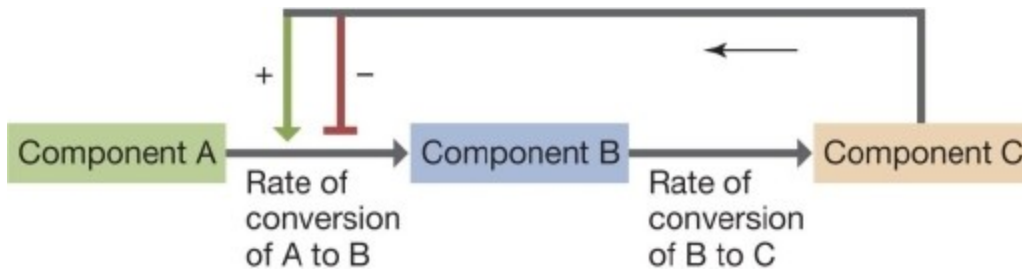 +
−
Component A
Component B
Component C
Rate of
conversion
of A to B
Rate of
conversion
of B to C